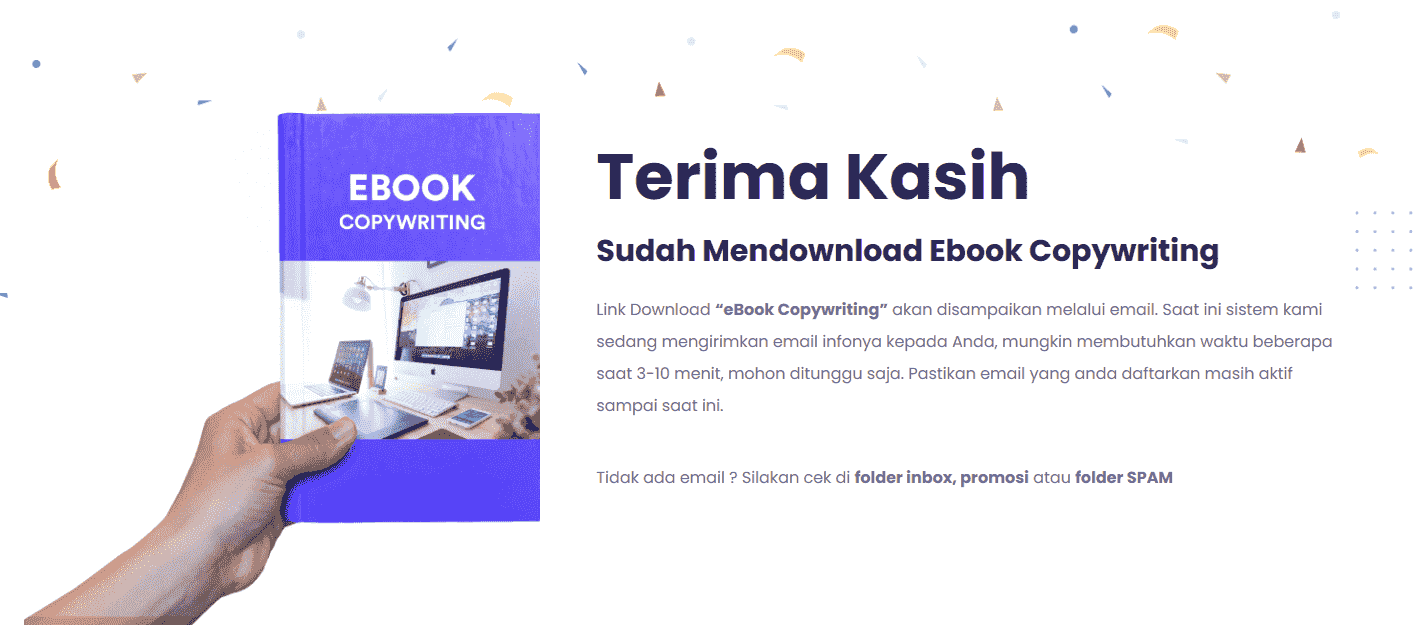 EBOOK
COPYWRITING
Terima Kasih
Sudah Mendownload Ebook Copywriting
Link Download “eBook Copywriting” akan disampaikan melalui email. Saat ini sistem kami
sedang mengirimkan email infonya kepada Anda, mungkin membutuhkan waktu beberapa
saat 3-10 menit, mohon ditunggu saja. Pastikan email yang anda daftarkan masih aktif
sampai saat ini.
Tidak ada email ? Silakan cek di folder inbox, promosi atau folder SPAM